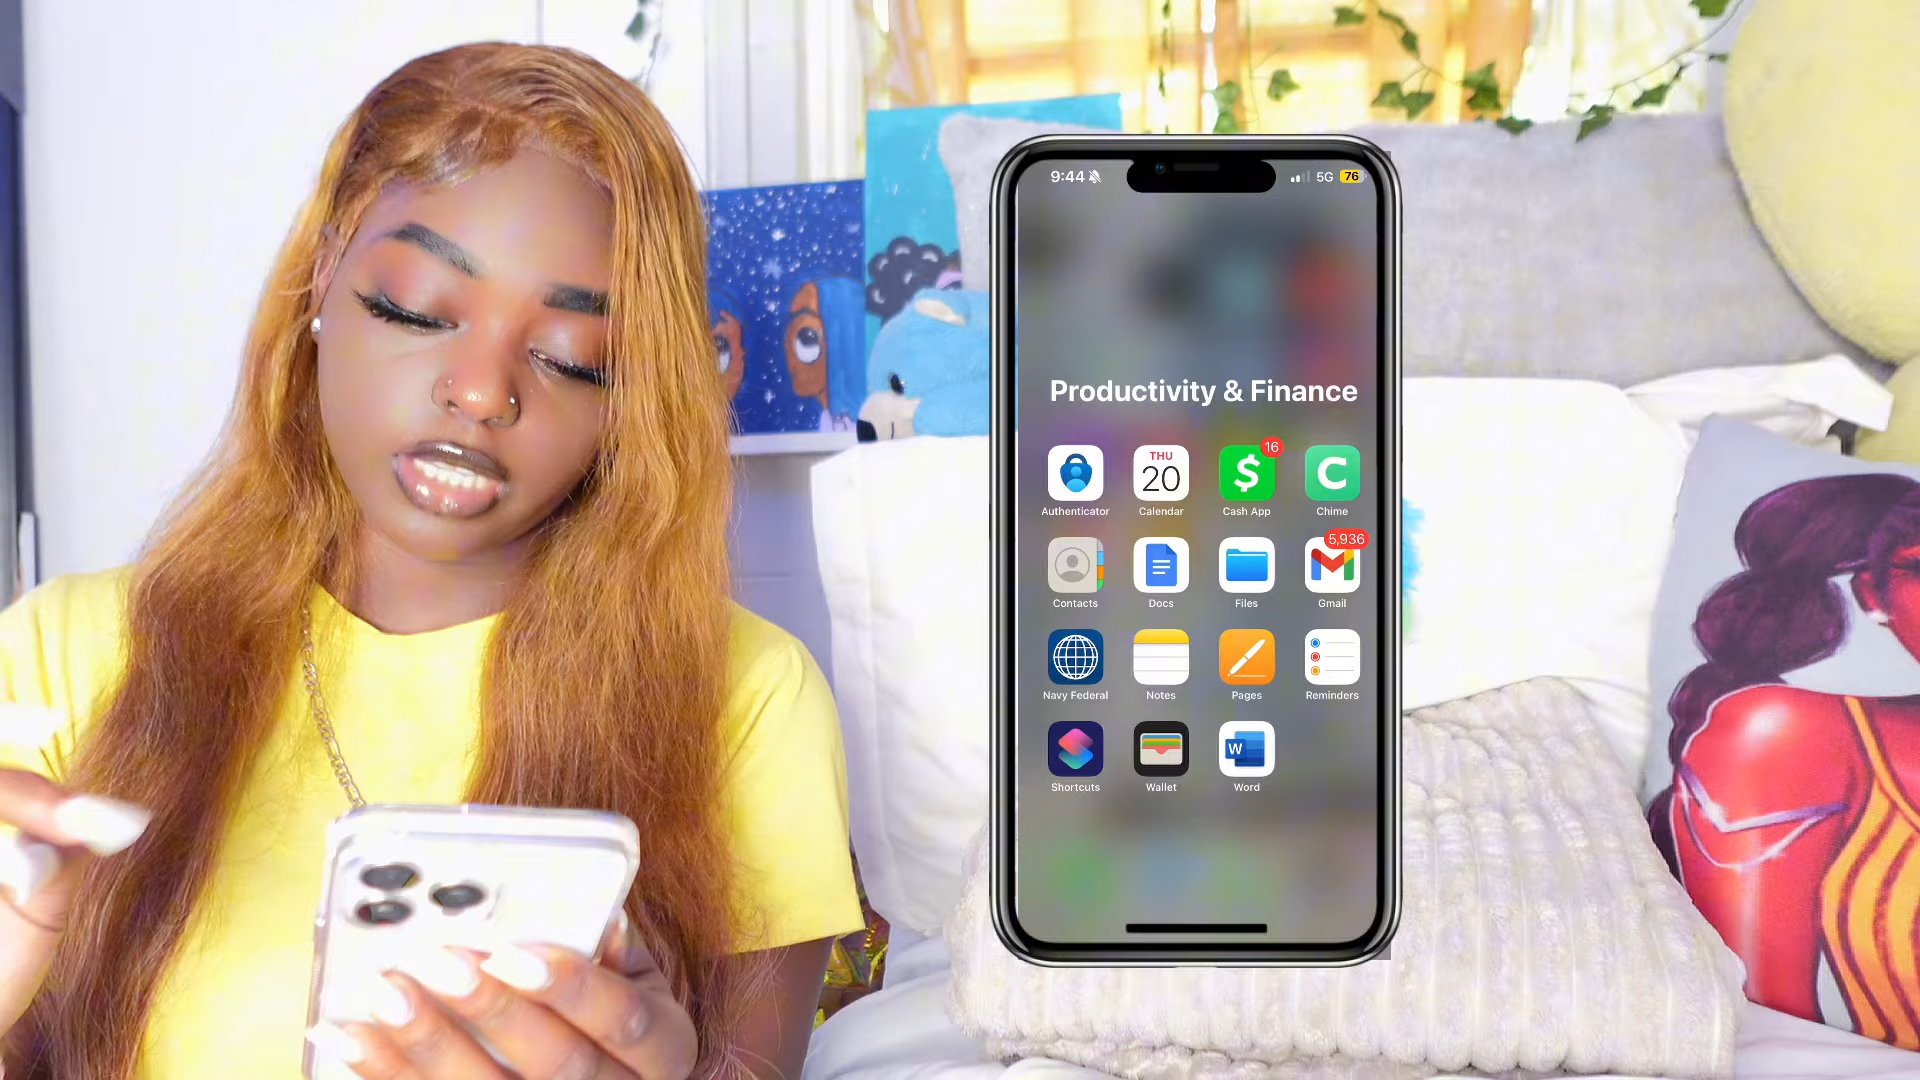 9:44 5G 76
Productivity & Finance
16
THU
20
$
C
Authenticator Calendar Cash App Chime
5,936
Contacts Docs Files Gmail
Navy Federal Notes Pages Reminders
W
Shortcuts Wallet Word